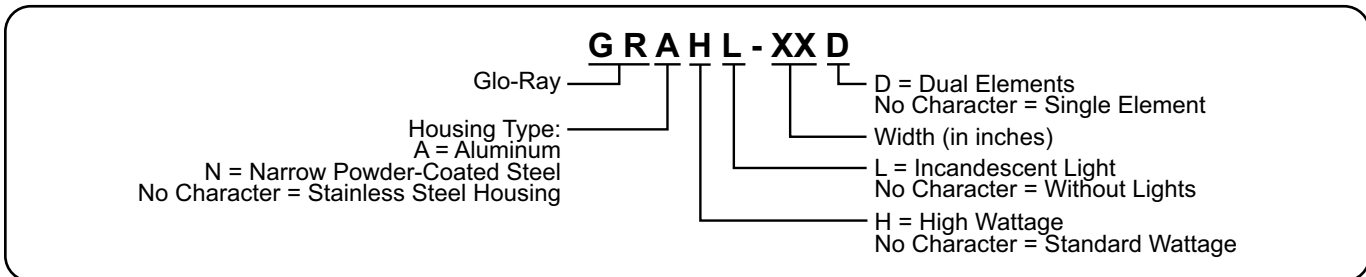 G R A H L - XX D
Glo-Ray
Housing Type:
A = Aluminum
N = Narrow Powder-Coated Steel
No Character = Stainless Steel Housing
D = Dual Elements
No Character = Single Element
Width (in inches)
L = Incandescent Light
No Character = Without Lights
H = High Wattage
No Character = Standard Wattage